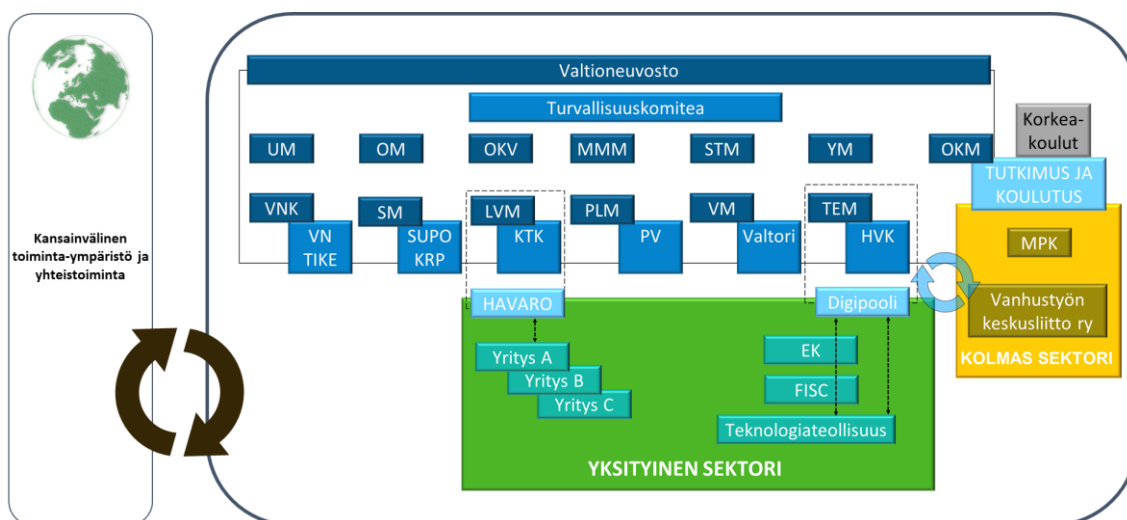 Kansainvälinen
toiminta-ympäristö ja
yhteistoiminta
Valtioneuvosto
Turvallisuuskomitea
UM
OM
OKV
MMM
STM
YM
OKM
Korkea-
koulut
TUTKIMUS JA
KOULUTUS
VNK
VN
TIKE
SM
SUPO
KRP
LVM
KTK
PLM
PV
VM
Valtori
TEM
HVK
MPK
Vanhustyön
keskusliitto ry
KOLMAS SEKTORI
HAVARO
Digipooli
Yritys A
Yritys B
Yritys C
EK
FISC
Teknologiateollisuus
YKSITYINEN SEKTORI